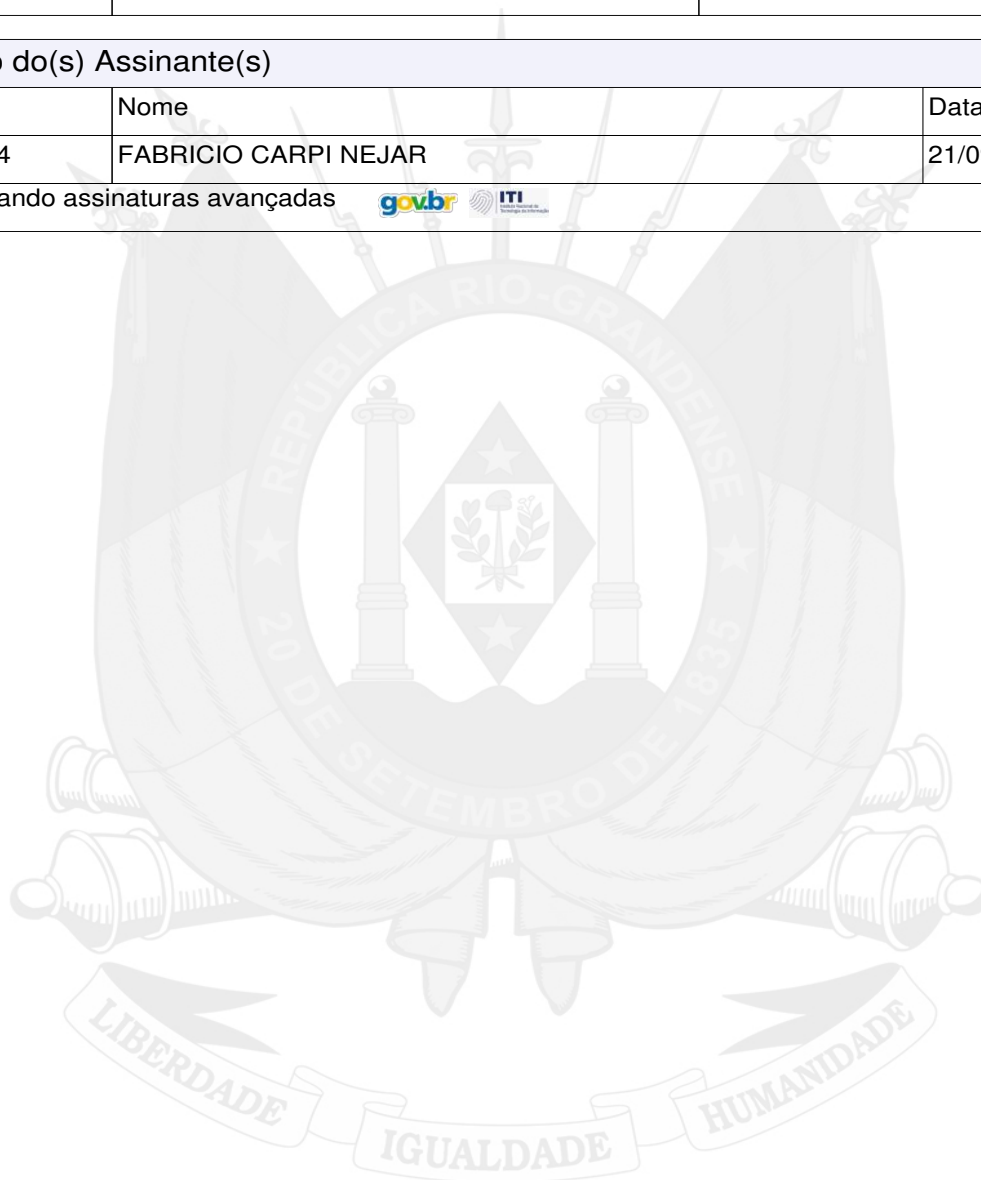 o do(s) Assinante(s)
Nome
Data
4
FABRICIO CARPI NEJAR
21/0
ando assinaturas avançadas
gov.br
ITI
REPÚBLICA RIO-GRANDENSE
20 DE SETEMBRO DE 1835
LIBERDADE
IGUALDADE
HUMANIDADE